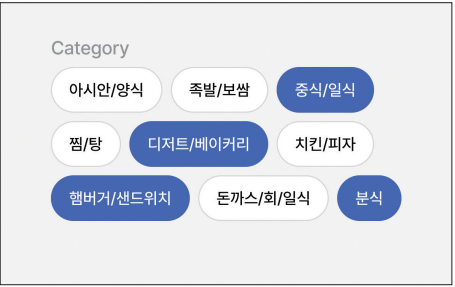 Category
아시안/양식 족발/보쌈 중식/일식
찜/탕 디저트/베이커리 치킨/피자
햄버거/샌드위치 돈까스/회/일식 분식